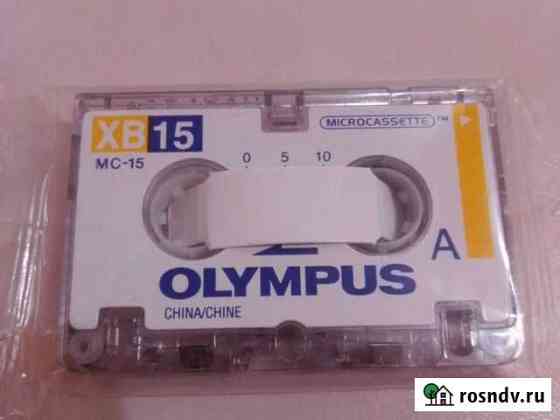 XB 15
MICROCASSETTE™
MC-15
0 5 10
A
OLYMPUS
CHINA/CHINE
rosndv.ru